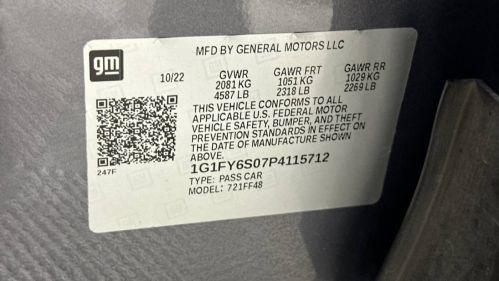 gm
MFD BY GENERAL MOTORS LLC
10/22 GVWR GAWR FRT GAWR RR
2081 KG 1051 KG 1029 KG
4587 LB 2318 LB 2269 LB
THIS VEHICLE CONFORMS TO ALL
APPLICABLE U.S. FEDERAL MOTOR
VEHICLE SAFETY, BUMPER, AND THEFT
PREVENTION STANDARDS IN EFFECT ON
THE DATE OF MANUFACTURE SHOWN
ABOVE.
247F
1G1FY6S07P4115712
TYPE: PASS CAR
MODEL: 721FF48